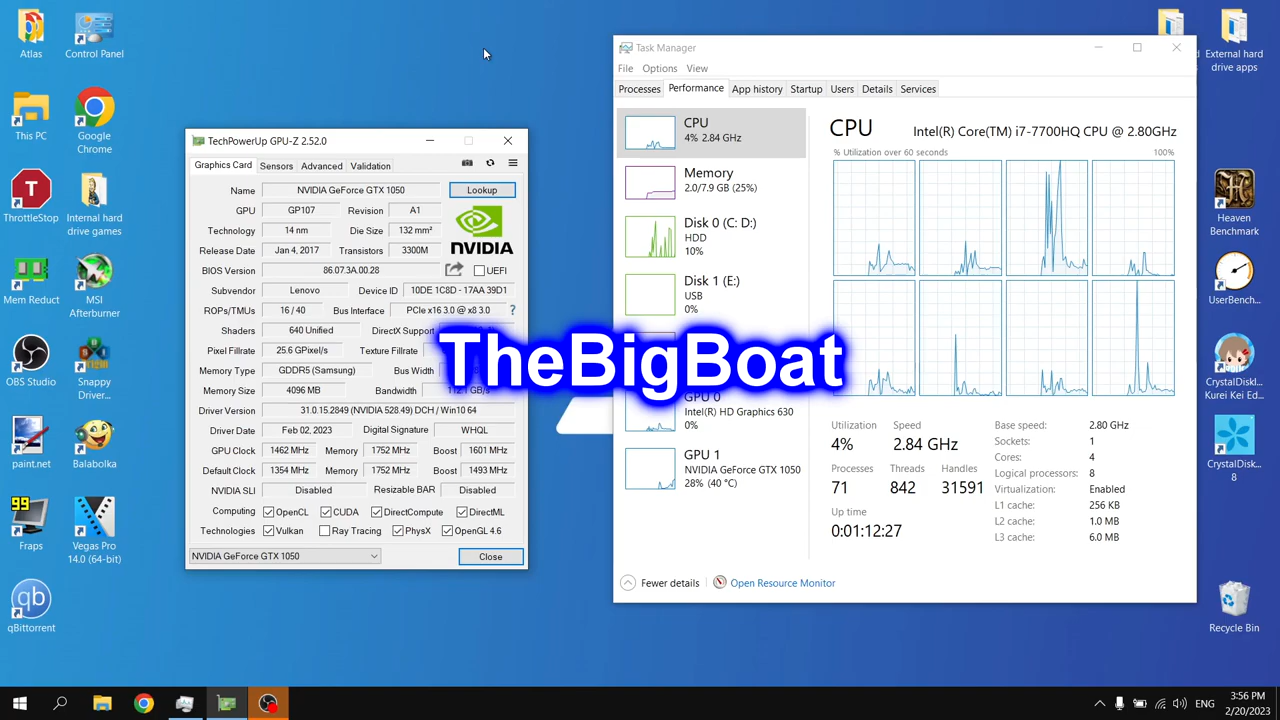 Atlas
Control Panel
This PC
Google
Chrome
ThrottleStop
Internal hard
drive games
Mem Reduct
MSI
Afterburner
OBS Studio
Snappy
Driver...
paint.net
Balabolka
99
Fraps
Vegas Pro
14.0 (64-bit)
qb
qBittorrent
TechPowerUp GPU-Z 2.52.0
Graphics Card Sensors Advanced Validation
Name NVIDIA GeForce GTX 1050 Lookup
GPU GP107 Revision A1
Technology 14 nm Die Size 132 mm²
Release Date Jan 4, 2017 Transistors 3300M
NVIDIA
BIOS Version 86.07.3A.00.28 UEFI
Subvendor Lenovo Device ID 10DE 1C8D - 17AA 39D1
ROPs/TMUs 16 / 40 Bus Interface PCIe x16 3.0 @ x8 3.0 ?
Shaders 640 Unified DirectX Support
Pixel Fillrate 25.6 GPixel/s Texture Fillrate
Memory Type GDDR5 (Samsung) Bus Width
Memory Size 4096 MB Bandwidth 112.1 GB/s
Driver Version 31.0.15.2849 (NVIDIA 528.49) DCH / Win10 64
Driver Date Feb 02, 2023 Digital Signature WHQL
GPU Clock 1462 MHz Memory 1752 MHz Boost 1601 MHz
Default Clock 1354 MHz Memory 1752 MHz Boost 1493 MHz
NVIDIA SLI Disabled Resizable BAR Disabled
Computing OpenCL CUDA DirectCompute DirectML
Technologies Vulkan Ray Tracing PhysX OpenGL 4.6
NVIDIA GeForce GTX 1050 Close
TheBigBoat
Task Manager
File Options View
Processes Performance App history Startup Users Details Services
CPU
4% 2.84 GHz
Memory
2.0/7.9 GB (25%)
Disk 0 (C: D:)
HDD
10%
Disk 1 (E:)
USB
0%
GPU 0
Intel(R) HD Graphics 630
0%
GPU 1
NVIDIA GeForce GTX 1050
28% (40 °C)
CPU Intel(R) Core(TM) i7-7700HQ CPU @ 2.80GHz
% Utilization over 60 seconds 100%
Utilization Speed
4% 2.84 GHz
Processes Threads Handles
71 842 31591
Up time
0:01:12:27
Base speed: 2.80 GHz
Sockets: 1
Cores: 4
Logical processors: 8
Virtualization: Enabled
L1 cache: 256 KB
L2 cache: 1.0 MB
L3 cache: 6.0 MB
Fewer details Open Resource Monitor
External hard
drive apps
Heaven
Benchmark
UserBench...
CrystalDiskI...
Kurei Kei Ed...
CrystalDisk...
8
Recycle Bin
ENG
3:56 PM
2/20/2023